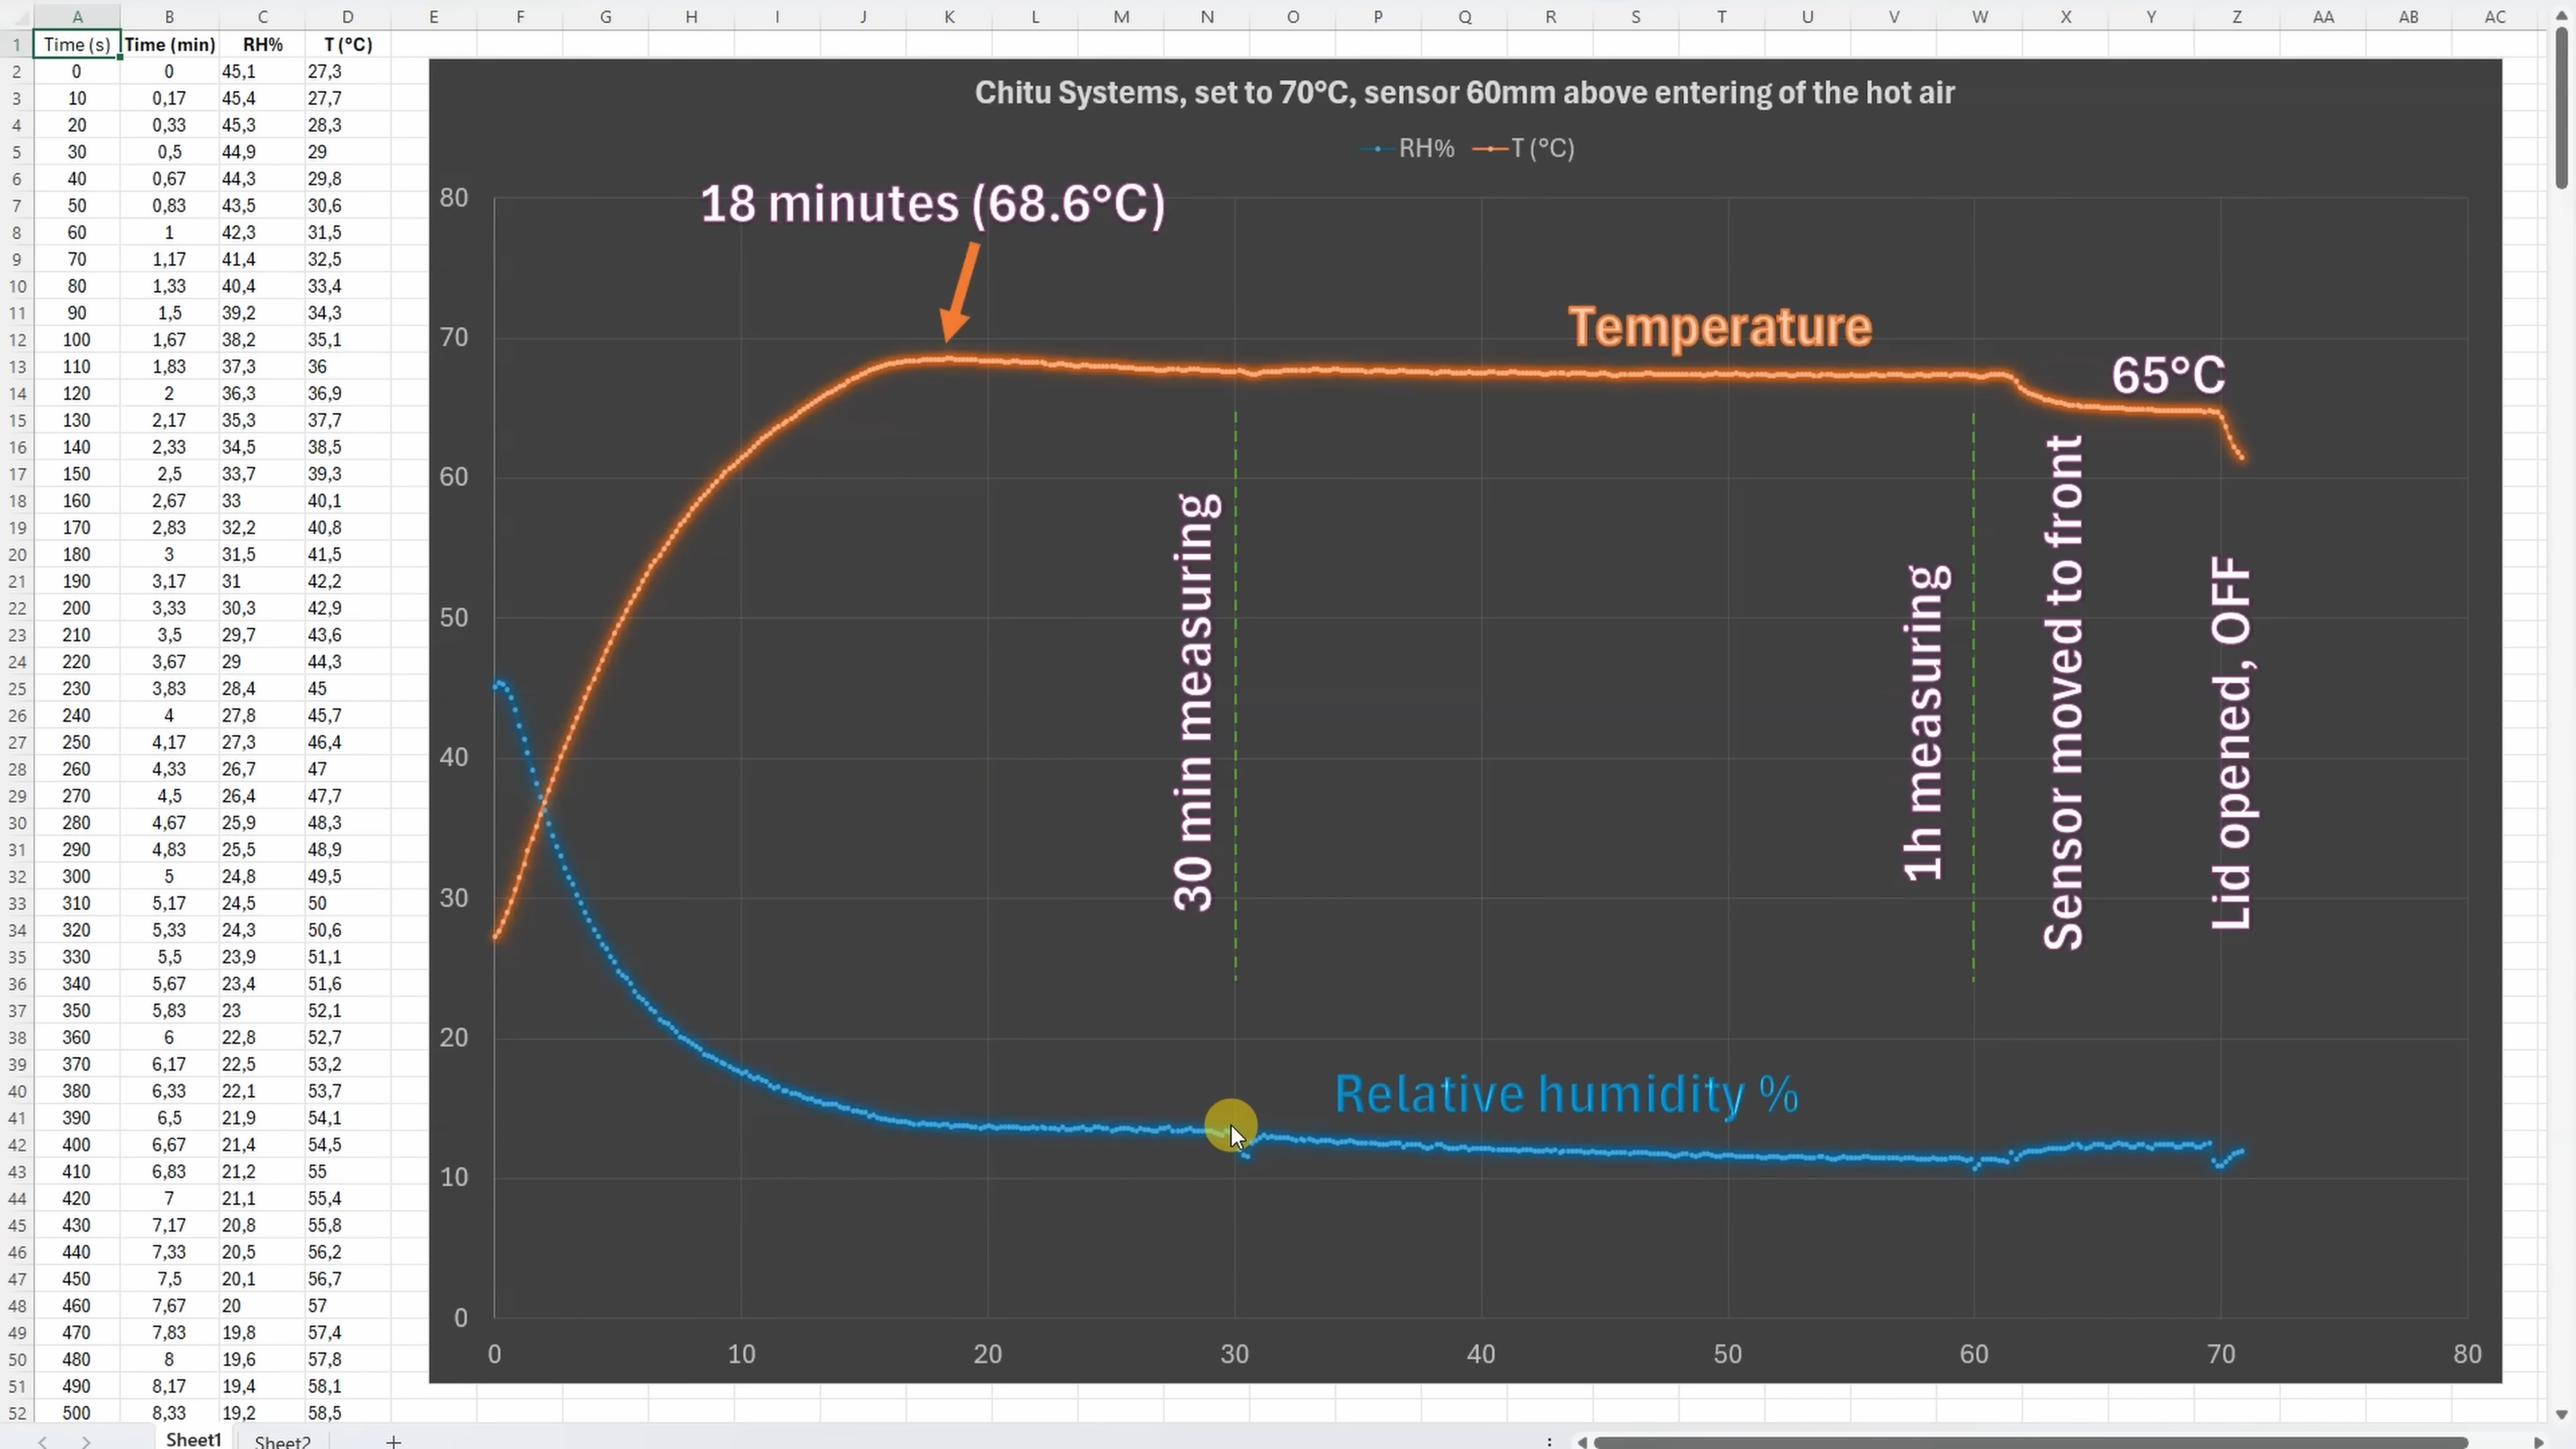 A B C D E F G H I J K L M N O P Q R S T U V W X Y Z AA AB AC
1 Time (s) Time (min) RH% T (°C)
2 0 0 45,1 27,3
3 10 0,17 45,4 27,7
4 20 0,33 45,3 28,3
5 30 0,5 44,9 29
6 40 0,67 44,3 29,8
7 50 0,83 43,5 30,6
8 60 1 42,3 31,5
9 70 1,17 41,4 32,5
10 80 1,33 40,4 33,4
11 90 1,5 39,2 34,3
12 100 1,67 38,2 35,1
13 110 1,83 37,3 36
14 120 2 36,3 36,9
15 130 2,17 35,3 37,7
16 140 2,33 34,5 38,5
17 150 2,5 33,7 39,3
18 160 2,67 33 40,1
19 170 2,83 32,2 40,8
20 180 3 31,5 41,5
21 190 3,17 31 42,2
22 200 3,33 30,3 42,9
23 210 3,5 29,7 43,6
24 220 3,67 29 44,3
25 230 3,83 28,4 45
26 240 4 27,8 45,7
27 250 4,17 27,3 46,4
28 260 4,33 26,7 47
29 270 4,5 26,4 47,7
30 280 4,67 25,9 48,3
31 290 4,83 25,5 48,9
32 300 5 24,8 49,5
33 310 5,17 24,5 50
34 320 5,33 24,3 50,6
35 330 5,5 23,9 51,1
36 340 5,67 23,4 51,6
37 350 5,83 23 52,1
38 360 6 22,8 52,7
39 370 6,17 22,5 53,2
40 380 6,33 22,1 53,7
41 390 6,5 21,9 54,1
42 400 6,67 21,4 54,5
43 410 6,83 21,2 55
44 420 7 21,1 55,4
45 430 7,17 20,8 55,8
46 440 7,33 20,5 56,2
47 450 7,5 20,1 56,7
48 460 7,67 20 57
49 470 7,83 19,8 57,4
50 480 8 19,6 57,8
51 490 8,17 19,4 58,1
52 500 8,33 19,2 58,5
Chitu Systems, set to 70°C, sensor 60mm above entering of the hot air
RH% T (°C)
18 minutes (68.6°C)
Temperature
65°C
30 min measuring
1h measuring
Sensor moved to front
Lid opened, OFF
Relative humidity %
80
70
60
50
40
30
20
10
0
0 10 20 30 40 50 60 70 80
Sheet1 Sheet2 +